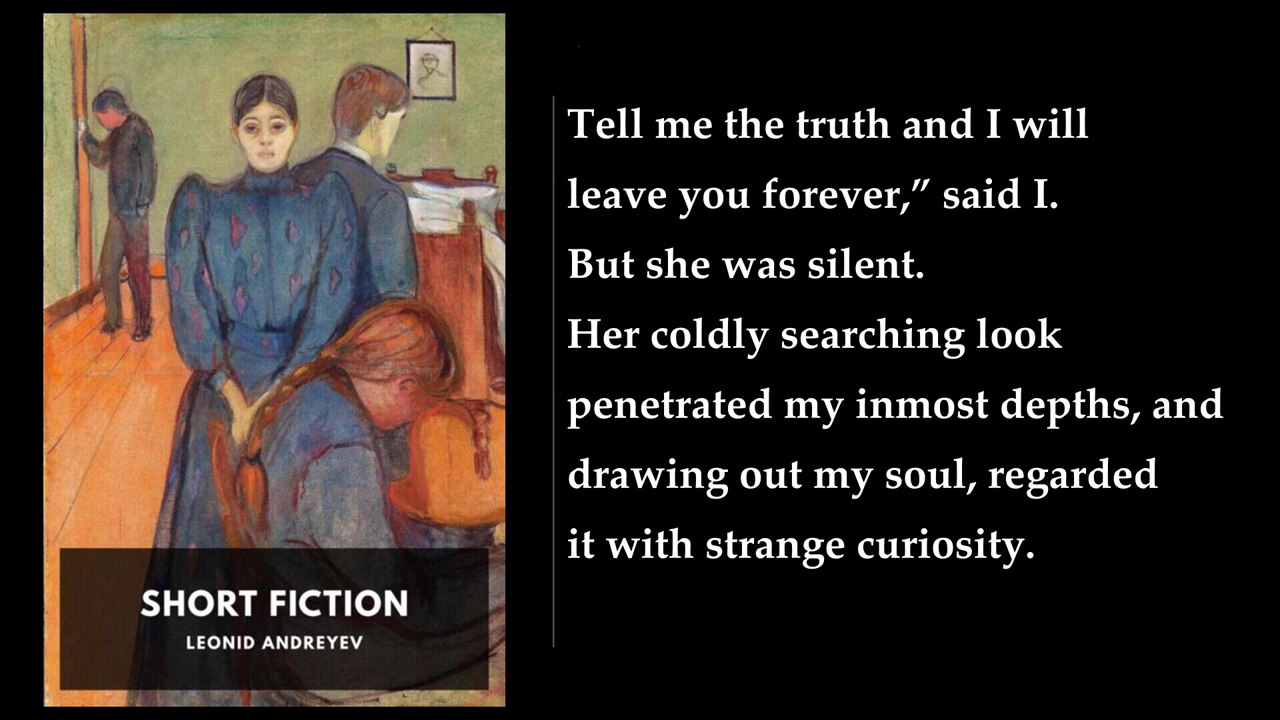 SHORT FICTION
LEONID ANDREYEV
Tell me the truth and I will
leave you forever,” said I.
But she was silent.
Her coldly searching look
penetrated my inmost depths, and
drawing out my soul, regarded
it with strange curiosity.